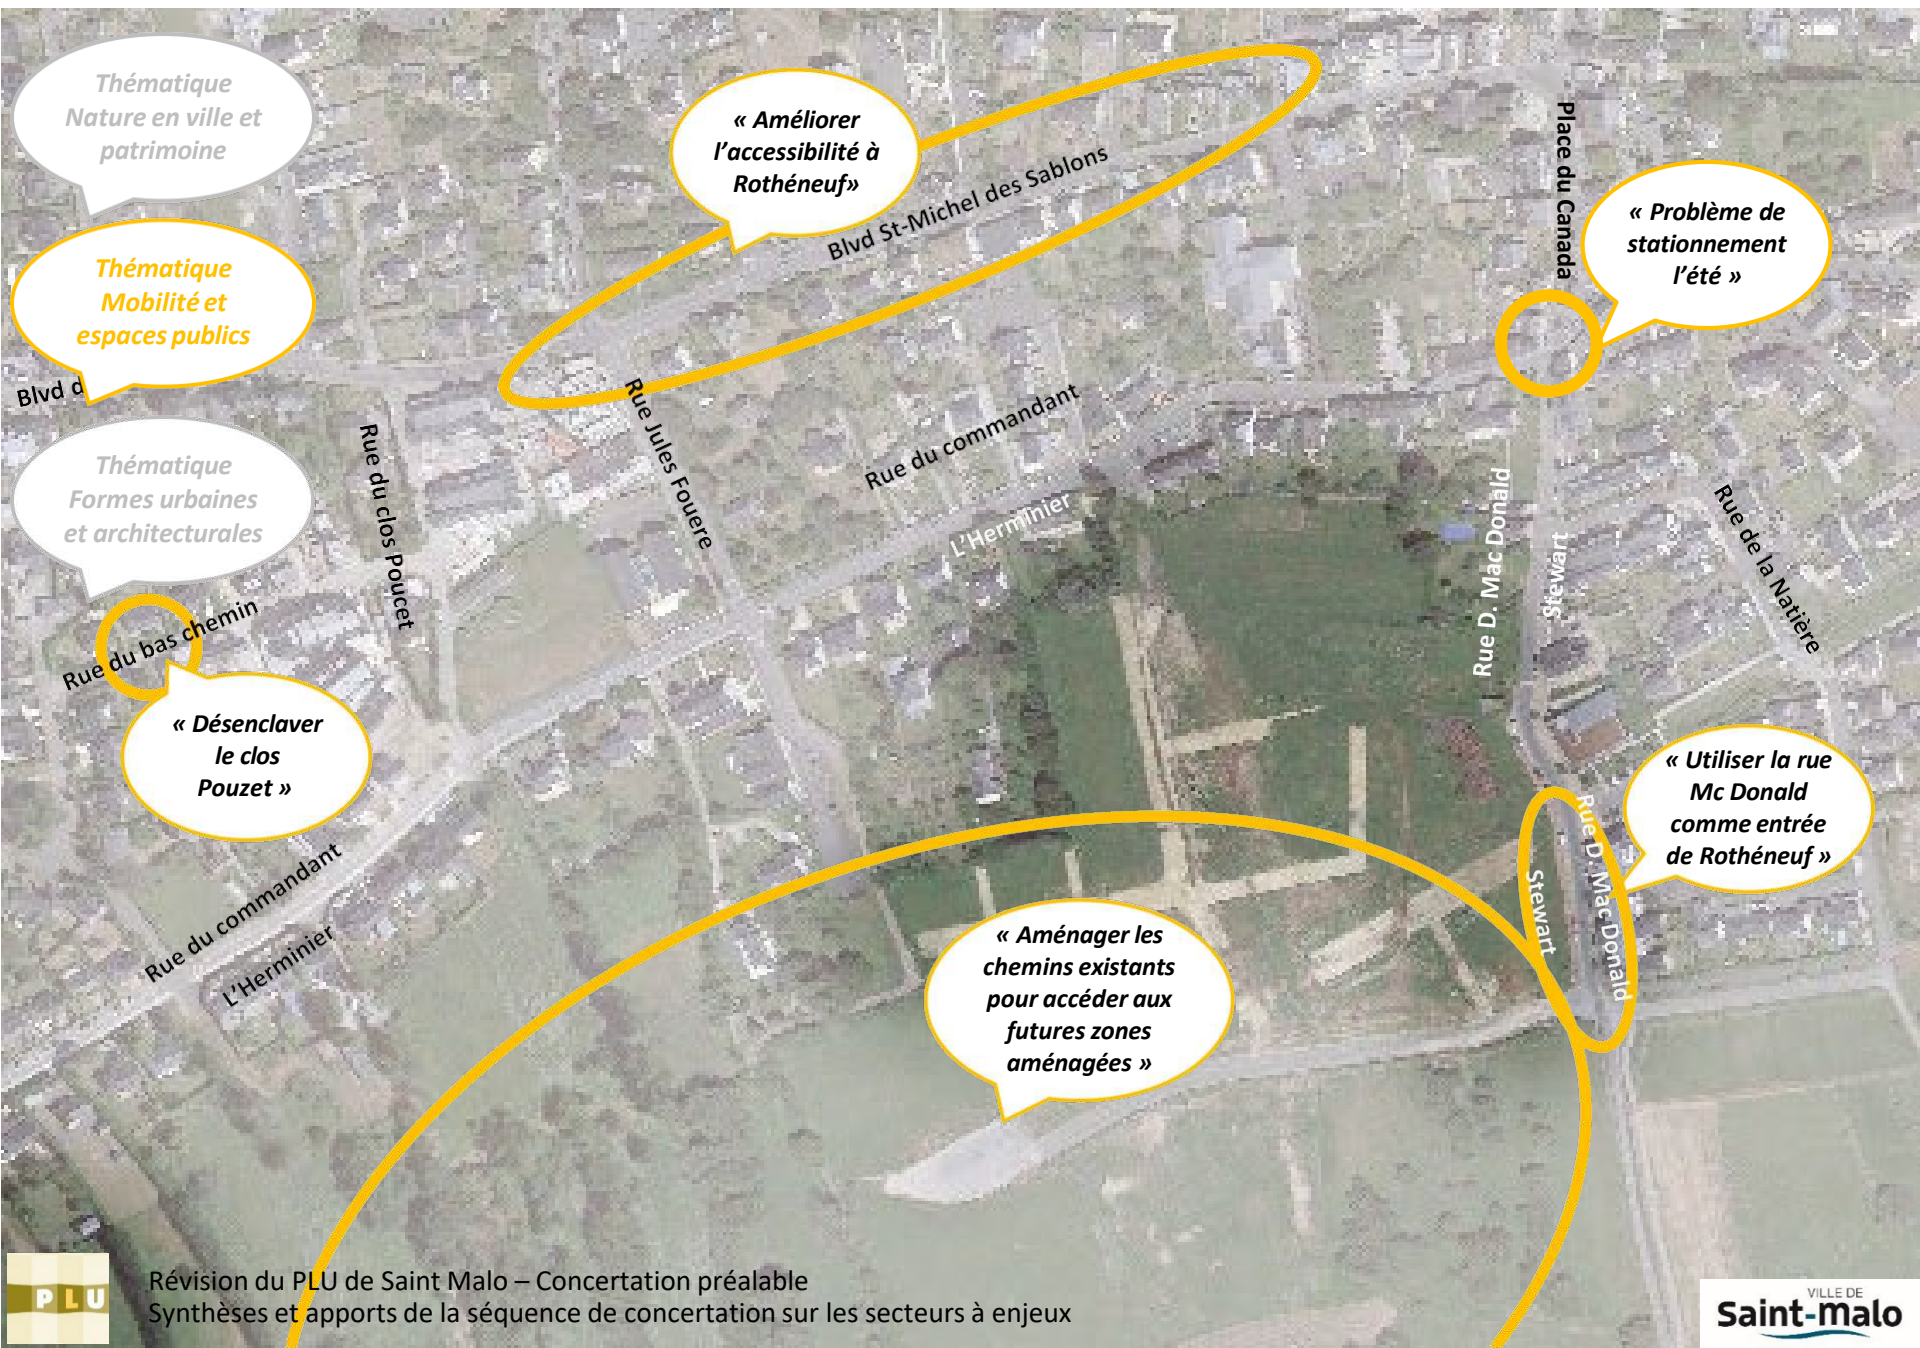 Thématique
Nature en ville et
patrimoine
« Améliorer
l'accessibilité à
Rothéneuf»
Blvd St-Michel des Sablons
Place du Canada
« Problème de
stationnement
l'été »
Thématique
Mobilité et
espaces publics
Blvd d
Rue du clos Poucet
Rue Jules Fouere
Rue du commandant
L'Herminier
Rue D. Mac Donald
Stewart
Rue de la Natière
Thématique
Formes urbaines
et architecturales
Rue du bas chemin
« Désenclaver
le clos
Pouzet »
« Utiliser la rue
Mc Donald
comme entrée
de Rothéneuf »
Rue D. Mac Donald
Stewart
Rue du commandant
L'Herminier
« Aménager les
chemins existants
pour accéder aux
futures zones
aménagées »
PLU
Révision du PLU de Saint Malo – Concertation préalable
Synthèses et apports de la séquence de concertation sur les secteurs à enjeux
VILLE DE
Saint-malo